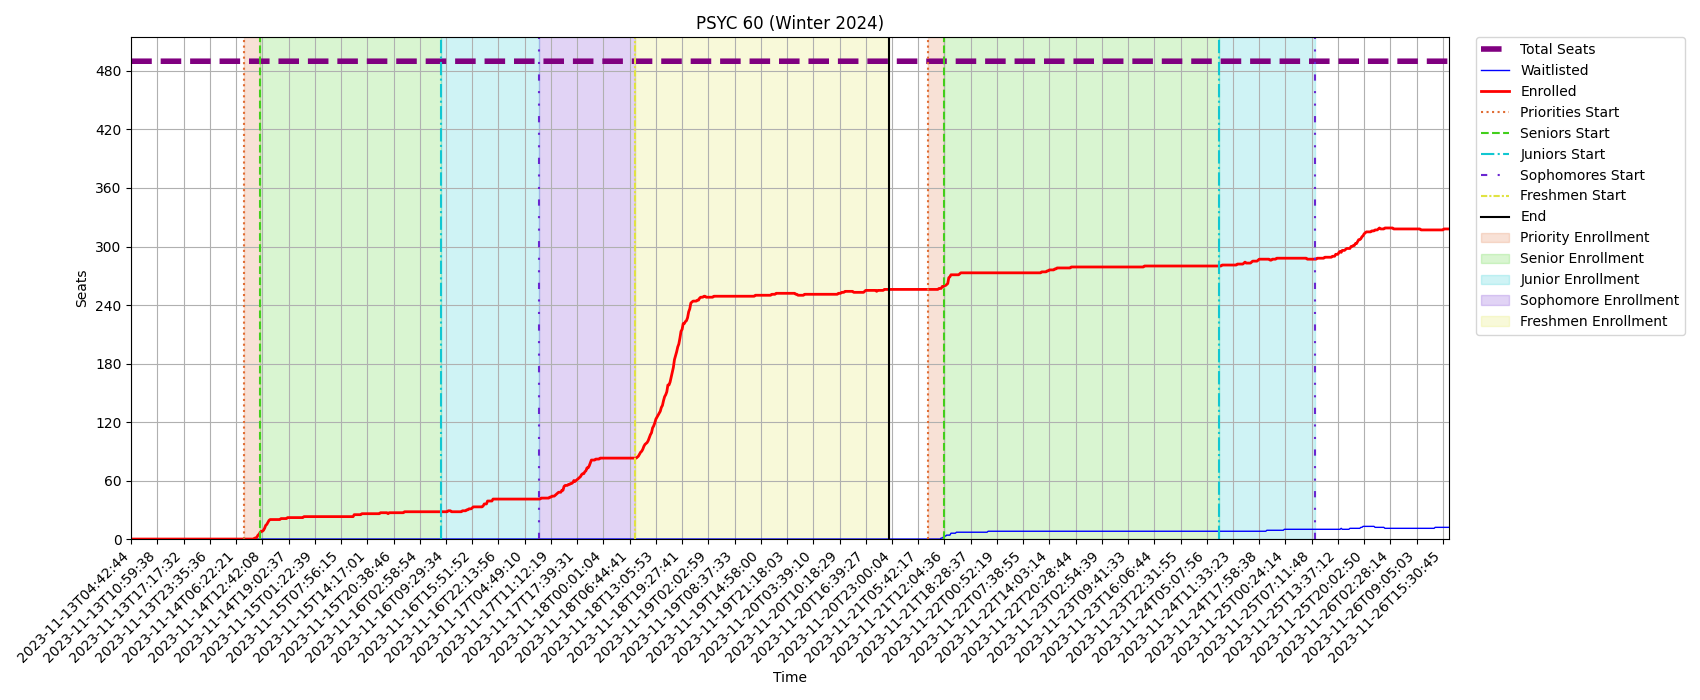 PSYC 60 (Winter 2024)
Total Seats
Waitlisted
Enrolled
Priorities Start
Seniors Start
Juniors Start
Sophomores Start
Freshmen Start
End
Priority Enrollment
Senior Enrollment
Junior Enrollment
Sophomore Enrollment
Freshmen Enrollment
Seats
480
420
360
300
240
180
120
60
0
2023-11-13T04:42:44
2023-11-13T10:59:38
2023-11-13T17:17:32
2023-11-13T23:35:36
2023-11-14T06:22:21
2023-11-14T12:42:08
2023-11-14T19:02:37
2023-11-15T01:22:39
2023-11-15T07:56:15
2023-11-15T14:17:01
2023-11-15T20:38:46
2023-11-16T02:58:54
2023-11-16T09:29:34
2023-11-16T15:51:52
2023-11-16T22:13:56
2023-11-17T04:49:10
2023-11-17T11:12:19
2023-11-17T17:39:31
2023-11-18T00:01:04
2023-11-18T06:44:41
2023-11-18T13:05:53
2023-11-18T19:27:41
2023-11-19T02:02:59
2023-11-19T08:37:33
2023-11-19T14:58:00
2023-11-19T21:18:03
2023-11-20T03:39:10
2023-11-20T10:18:29
2023-11-20T16:39:27
2023-11-20T23:00:04
2023-11-21T05:42:17
2023-11-21T12:04:36
2023-11-21T18:28:37
2023-11-22T00:52:19
2023-11-22T07:38:55
2023-11-22T14:03:14
2023-11-22T20:28:44
2023-11-23T02:54:39
2023-11-23T09:41:33
2023-11-23T16:06:44
2023-11-23T22:31:55
2023-11-24T05:07:56
2023-11-24T11:33:23
2023-11-24T17:58:38
2023-11-25T00:24:14
2023-11-25T07:11:48
2023-11-25T13:37:12
2023-11-25T20:02:50
2023-11-26T02:28:14
2023-11-26T09:05:03
2023-11-26T15:30:45
Time